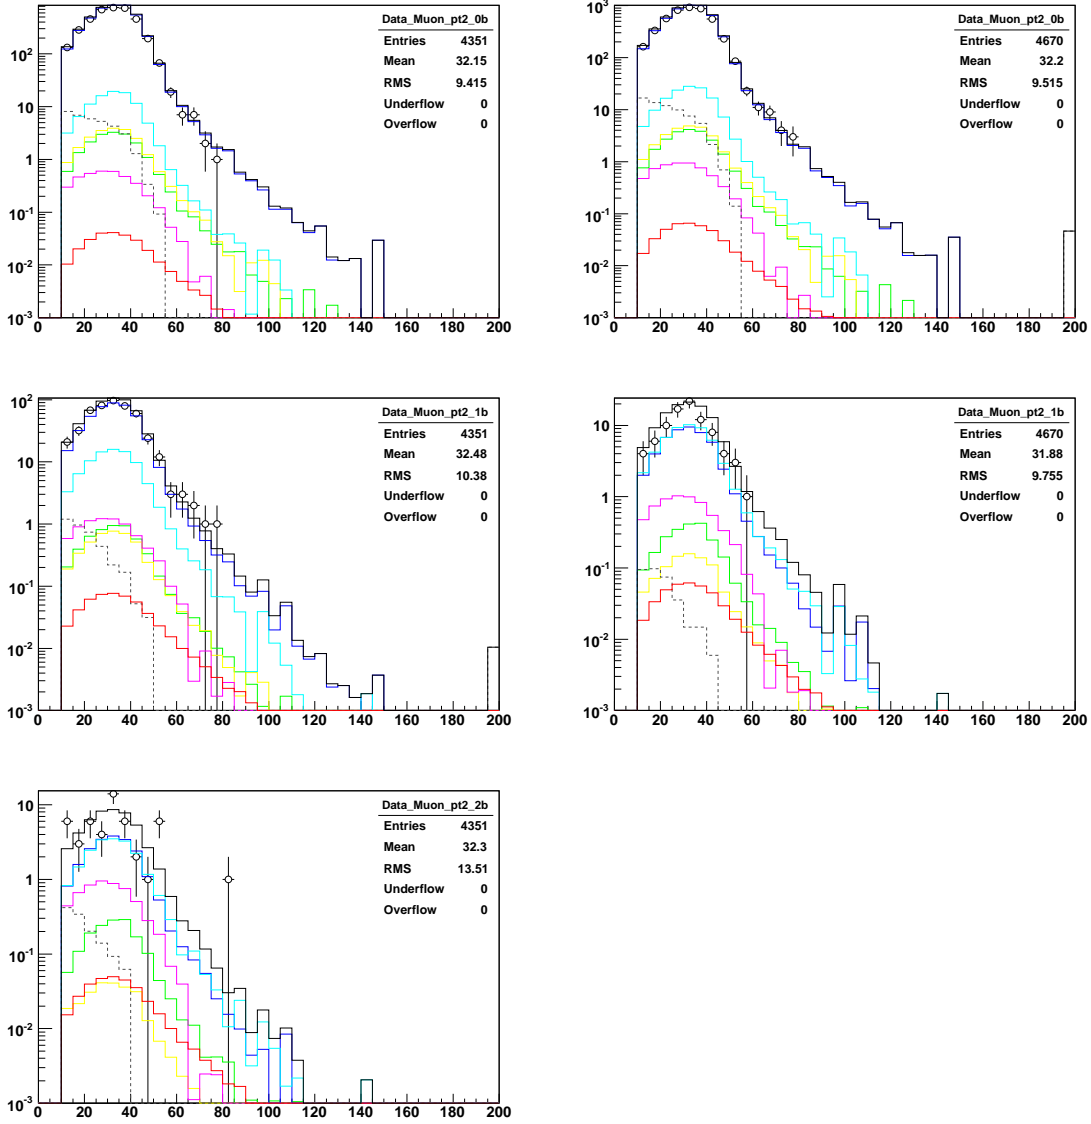 Data_Muon_pt2_0b
Entries 4351
Mean 32.15
RMS 9.415
Underflow 0
Overflow 0
10²
10
1
10⁻¹
10⁻²
10⁻³
0 20 40 60 80 100 120 140 160 180 200
Data_Muon_pt2_0b
Entries 4670
Mean 32.2
RMS 9.515
Underflow 0
Overflow 0
10³
10²
10
1
10⁻¹
10⁻²
10⁻³
0 20 40 60 80 100 120 140 160 180 200
Data_Muon_pt2_1b
Entries 4351
Mean 32.48
RMS 10.38
Underflow 0
Overflow 0
10²
10
1
10⁻¹
10⁻²
10⁻³
0 20 40 60 80 100 120 140 160 180 200
Data_Muon_pt2_1b
Entries 4670
Mean 31.88
RMS 9.755
Underflow 0
Overflow 0
10
1
10⁻¹
10⁻²
10⁻³
0 20 40 60 80 100 120 140 160 180 200
Data_Muon_pt2_2b
Entries 4351
Mean 32.3
RMS 13.51
Underflow 0
Overflow 0
10
1
10⁻¹
10⁻²
10⁻³
0 20 40 60 80 100 120 140 160 180 200